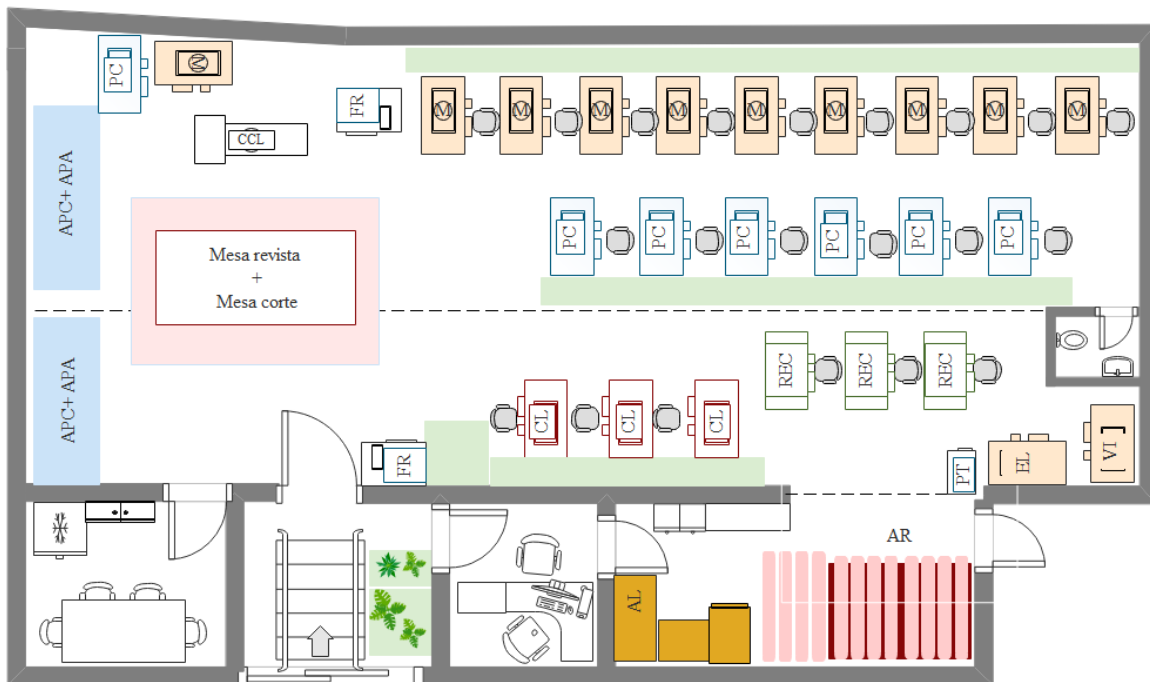 PC
M
FR
M
M
M
M
M
M
M
M
M
CCL
APC+ APA
PC
PC
PC
PC
PC
PC
Mesa revista
+
Mesa corte
APC+ APA
REC
REC
REC
CL
CL
CL
FR
PT
EL
VI
AR
AL